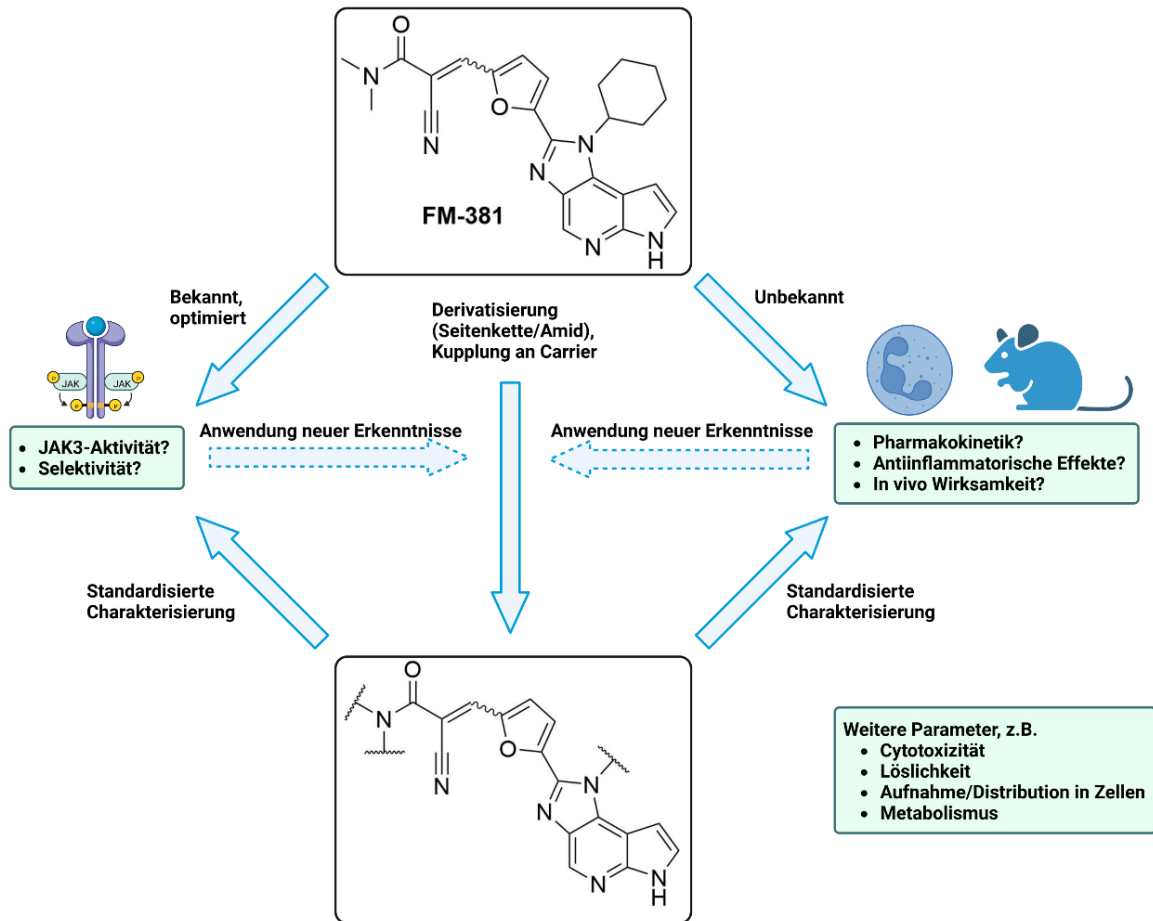 O
N
N
O
N
N
N
N
H
FM-381
Bekannt,
optimiert
Derivatisierung
(Seitenkette/Amid),
Kupplung an Carrier
Unbekannt
P
JAK
JAK
P
P
P
• JAK3-Aktivität?
• Selektivität?
Anwendung neuer Erkenntnisse
Anwendung neuer Erkenntnisse
• Pharmakokinetik?
• Antiinflammatorische Effekte?
• In vivo Wirksamkeit?
Standardisierte
Charakterisierung
Standardisierte
Charakterisierung
O
N
N
O
N
N
N
N
H
Weitere Parameter, z.B.
• Cytotoxizität
• Löslichkeit
• Aufnahme/Distribution in Zellen
• Metabolismus